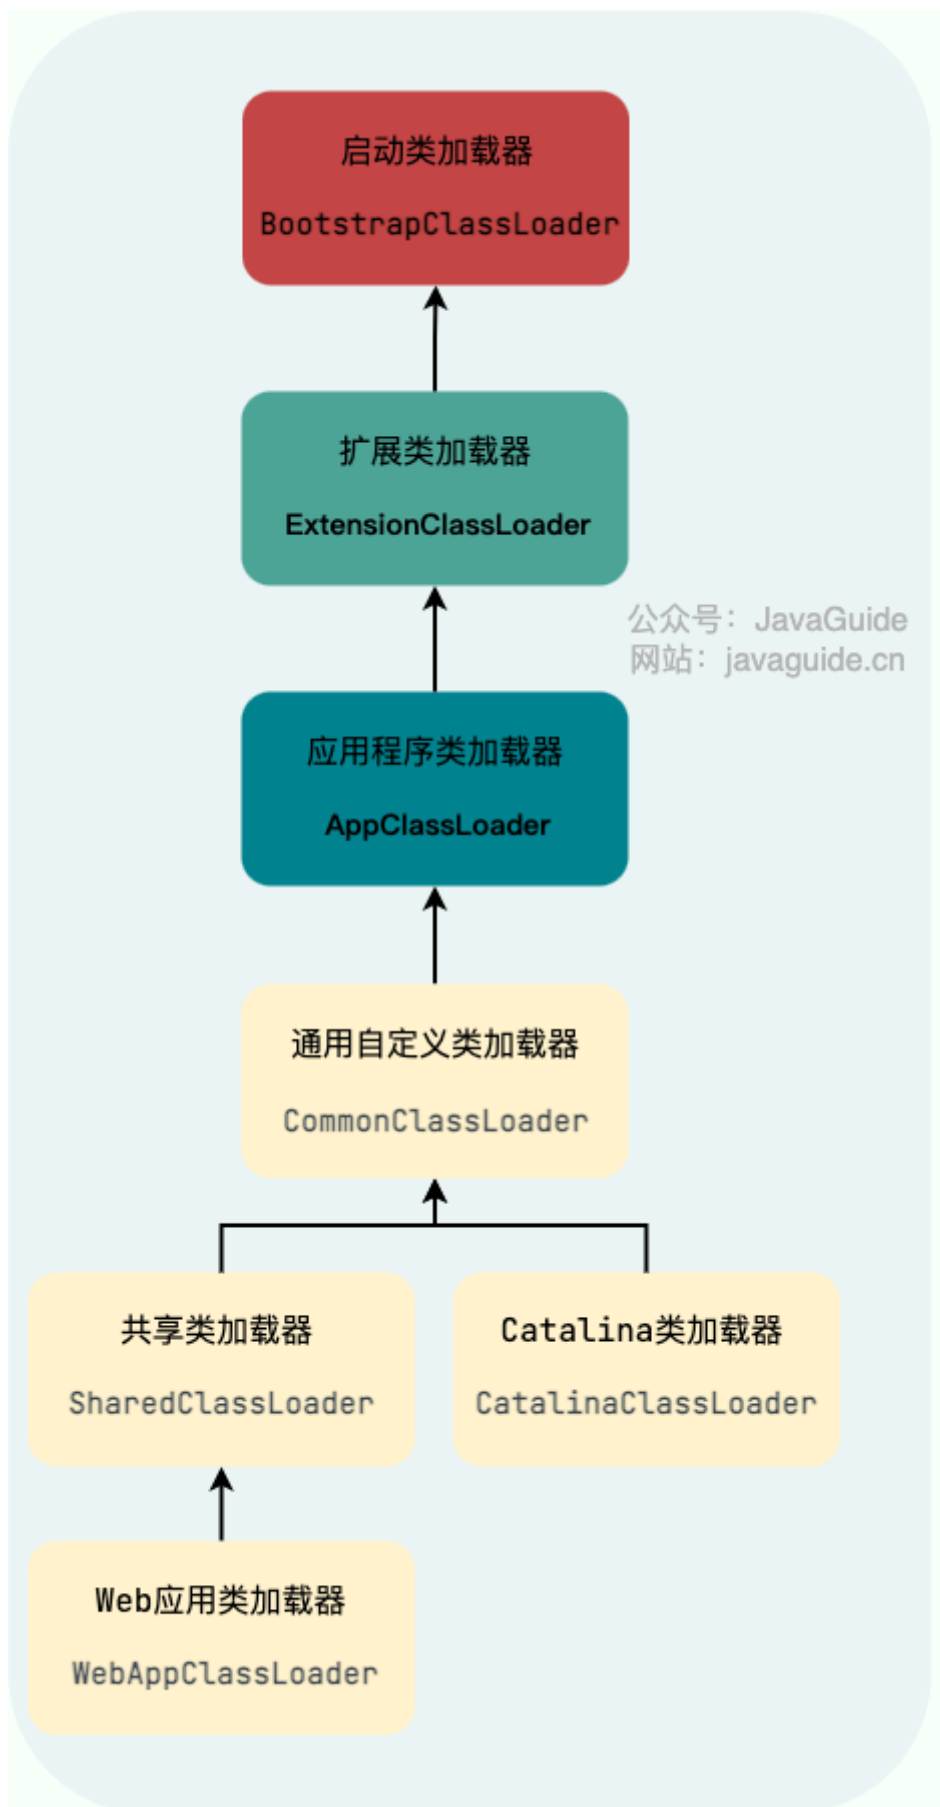 启动类加载器
BootstrapClassLoader
扩展类加载器
ExtensionClassLoader
公众号：JavaGuide
网站：javaguide.cn
应用程序类加载器
AppClassLoader
通用自定义类加载器
CommonClassLoader
共享类加载器
SharedClassLoader
Catalina类加载器
CatalinaClassLoader
Web应用类加载器
WebAppClassLoader